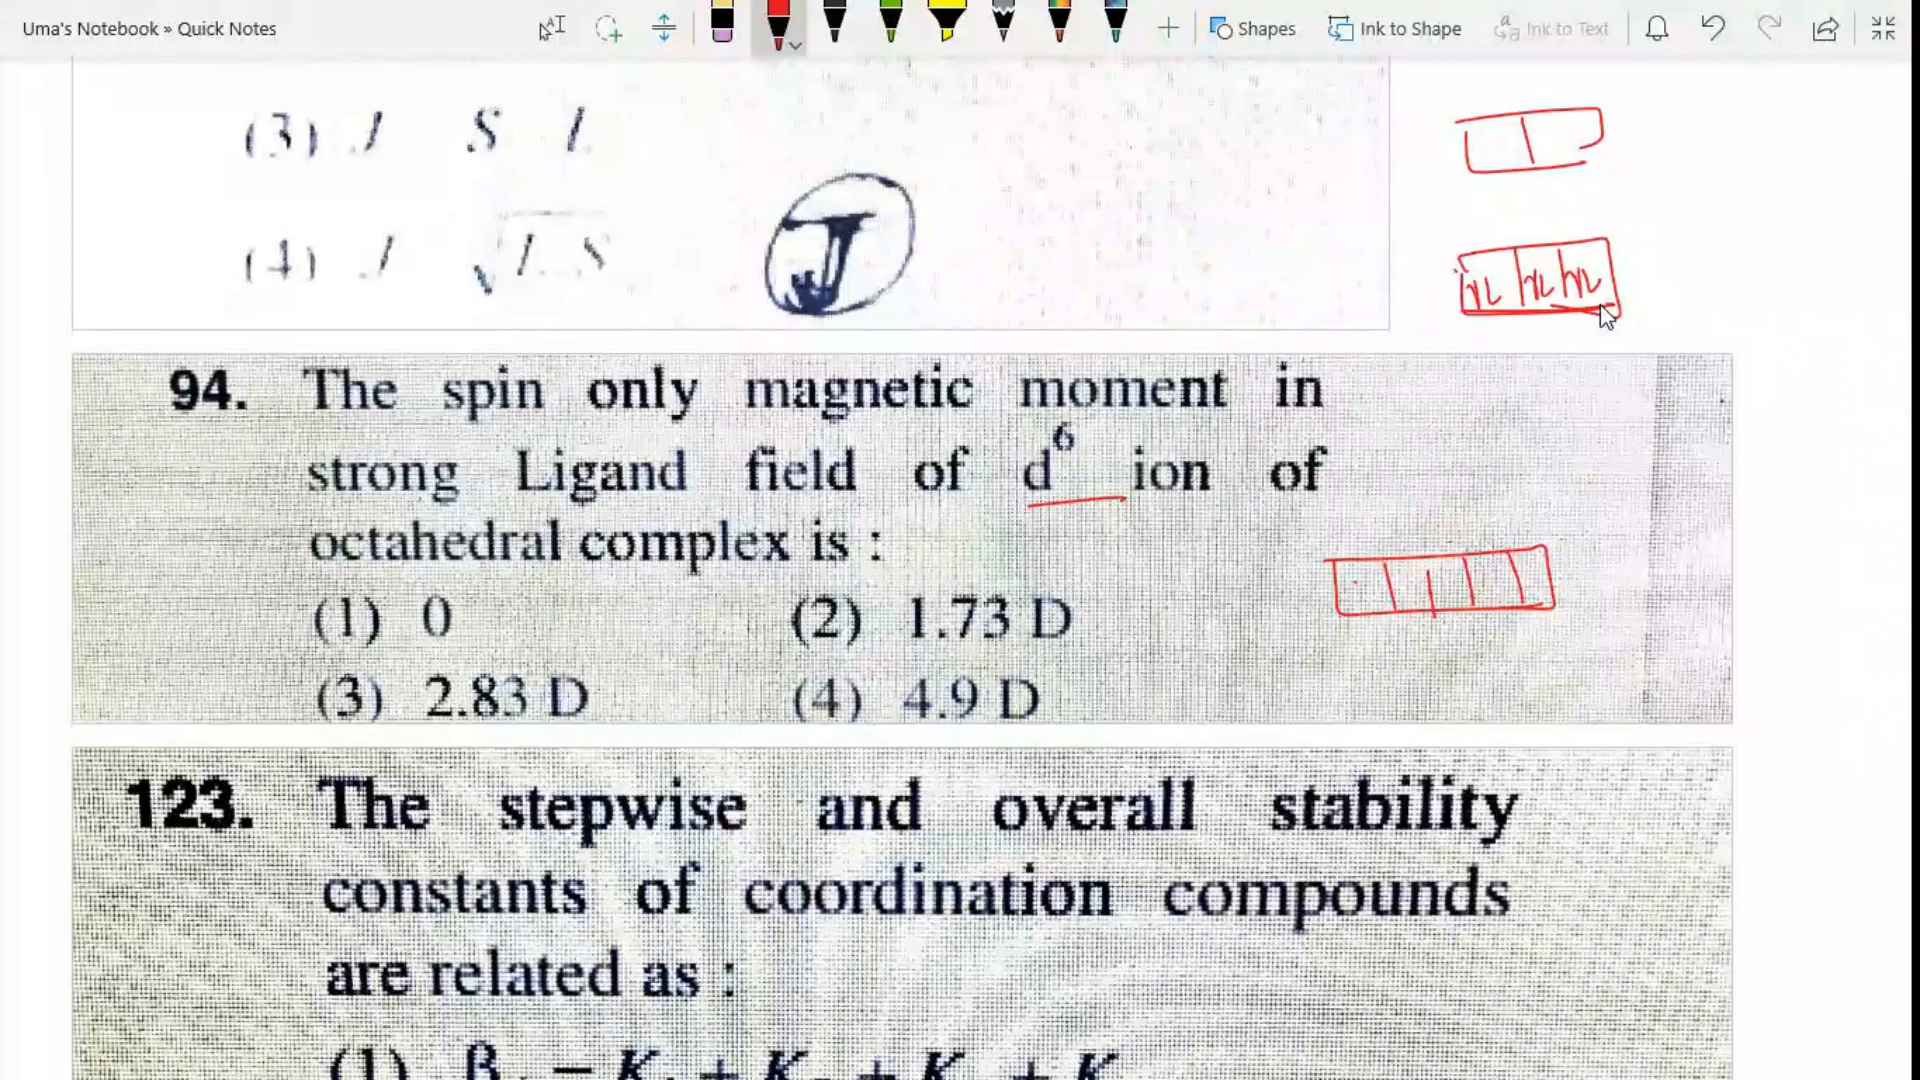 Uma's Notebook » Quick Notes
Shapes Ink to Shape Ink to Text
(3) J S L
(4) J √L S
J
94. The spin only magnetic moment in
strong Ligand field of d⁶ ion of
octahedral complex is :
(1) 0 (2) 1.73 D
(3) 2.83 D (4) 4.9 D
123. The stepwise and overall stability
constants of coordination compounds
are related as :
(1) β